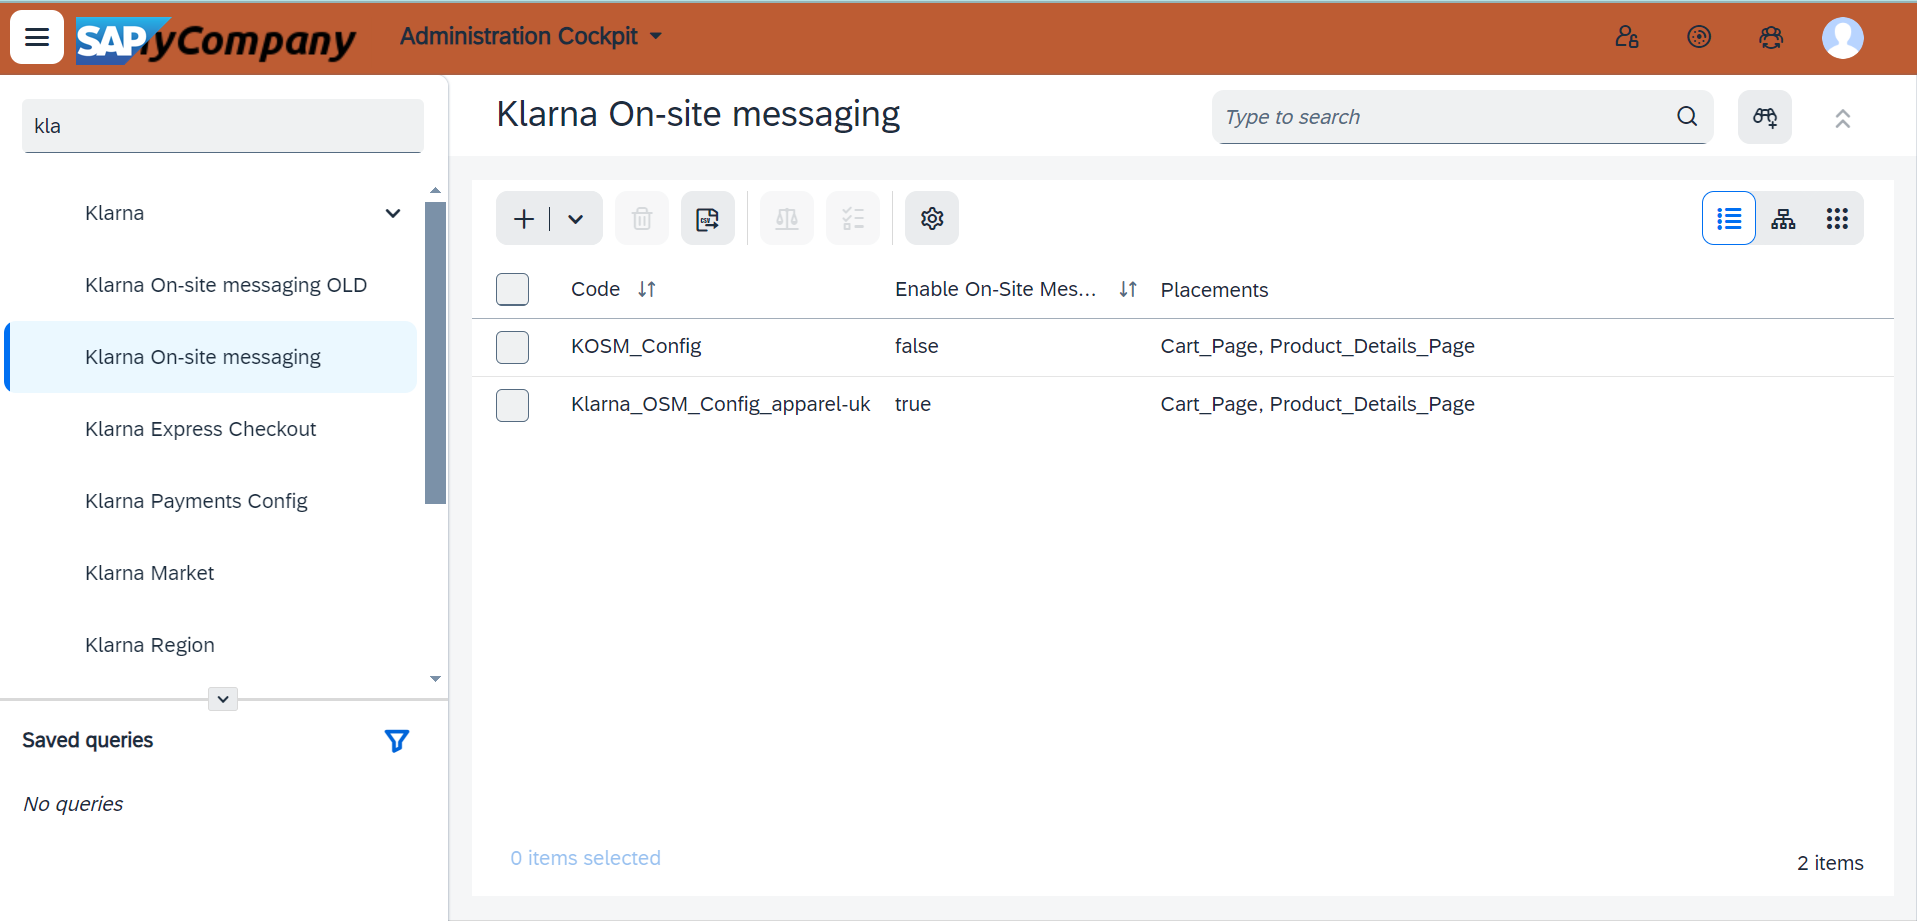 SAP yCompany
Administration Cockpit
kla
Klarna
Klarna On-site messaging OLD
Klarna On-site messaging
Klarna Express Checkout
Klarna Payments Config
Klarna Market
Klarna Region
Saved queries
No queries
Klarna On-site messaging
Type to search
CSV
Code Enable On-Site Mes... Placements
KOSM_Config false Cart_Page, Product_Details_Page
Klarna_OSM_Config_apparel-uk true Cart_Page, Product_Details_Page
0 items selected
2 items